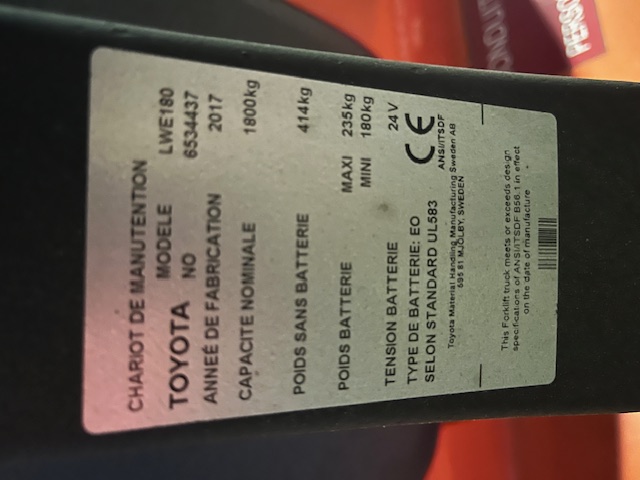 CHARIOT DE MANUTENTION
TOYOTA MODELE LWE180
NO 6534437
ANNEÉ DE FABRICATION 2017
CAPACITE NOMINALE 1800kg
POIDS SANS BATTERIE 414kg
POIDS BATTERIE MAXI 235kg
MINI 180kg
TENSION BATTERIE 24V
TYPE DE BATTERIE: EO
SELON STANDARD UL583
CE
ANSI/ITSDF
Toyota Material Handling Manufacturing Sweden AB
595 81 MJÖLBY, SWEDEN
This Forklift truck meets or exceeds design
specifications of ANSI/ITSDF B56.1 in effect
on the date of manufacture